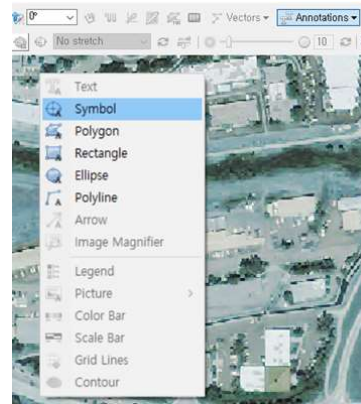 0° Vectors Annotations
No stretch 10
Text
Symbol
Polygon
Rectangle
Ellipse
Polyline
Arrow
Image Magnifier
Legend
Picture
Color Bar
Scale Bar
Grid Lines
Contour